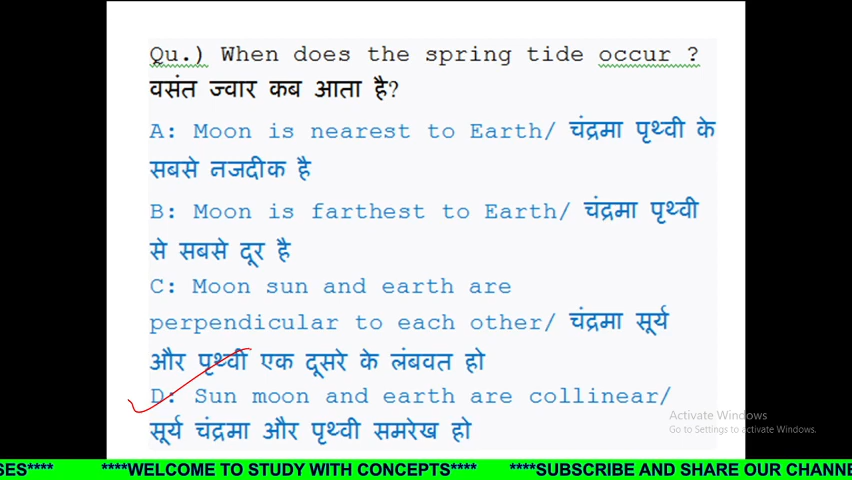 Qu.) When does the spring tide occur ?
वसंत ज्वार कब आता है?
A: Moon is nearest to Earth/ चंद्रमा पृथ्वी के
सबसे नजदीक है
B: Moon is farthest to Earth/ चंद्रमा पृथ्वी
से सबसे दूर है
C: Moon sun and earth are
perpendicular to each other/ चंद्रमा सूर्य
और पृथ्वी एक दूसरे के लंबवत हो
D: Sun moon and earth are collinear/
सूर्य चंद्रमा और पृथ्वी समरेख हो
Activate Windows
Go to Settings to activate Windows.
SES**** ****WELCOME TO STUDY WITH CONCEPTS**** ****SUBSCRIBE AND SHARE OUR CHANNE